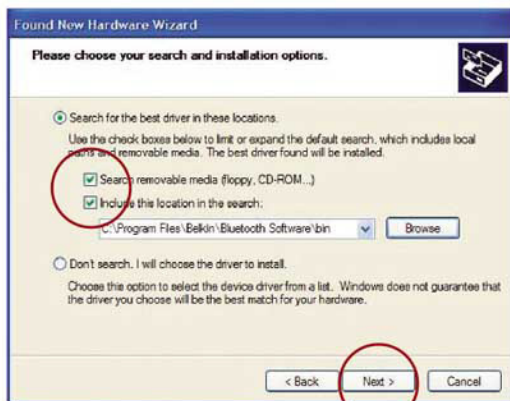 Found New Hardware Wizard
Please choose your search and installation options.
Search for the best driver in these locations.
Use the check boxes below to limit or expand the default search, which includes local
paths and removable media. The best driver found will be installed.
Search removable media (floppy, CD-ROM...)
Include this location in the search:
C:\Program Files\Belkin\Bluetooth Software\bin
Browse
Don't search. I will choose the driver to install.
Choose this option to select the device driver from a list. Windows does not guarantee that
the driver you choose will be the best match for your hardware.
< Back Next > Cancel